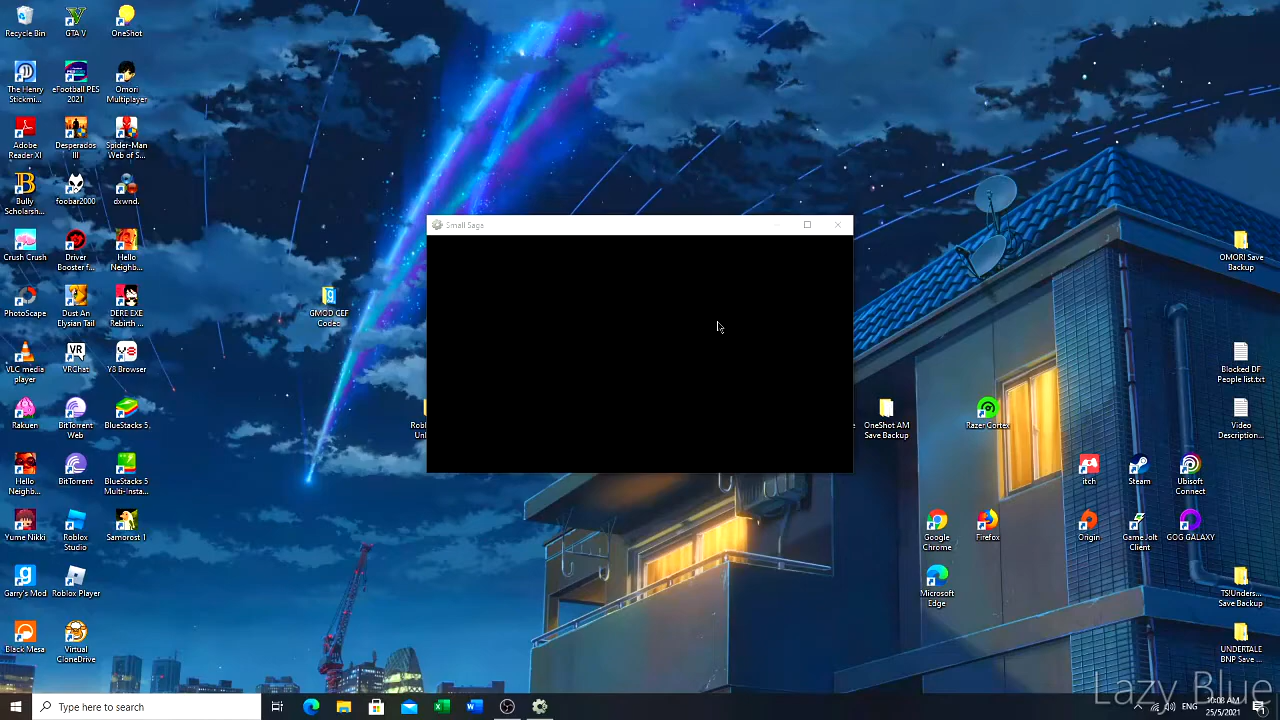 Recycle Bin
GTA V
OneShot
The Henry
Stickmi...
eFootball PES
2021
Omori
Multiplayer
Adobe
Reader XI
Desperados
III
Spider-Man
Web of S...
Bully
Scholarsh...
foobar2000
dxwnd.
Crush Crush
Driver
Booster f...
Hello
Neighb...
PhotoScape
Dust An
Elysian Tail
DERE EXE
Rebirth ...
VLC media
player
VRChat
Y8 Browser
Rakuen
BitTorrent
Web
BlueStacks 5.
Hello
Neighb...
BitTorrent
BlueStacks 5
Multi-Insta...
Yume Nikki
Roblox
Studio
Samorost 1
Garry's Mod
Roblox Player
Black Mesa
Virtual
CloneDrive
GMOD GEF
Codec
Small Saga
OneShot AM
Save Backup
Razer Cortex
OMORI Save
Backup
Blocked DF
People list.txt
Video
Description...
itch
Steam
Ubisoft
Connect
Google
Chrome
Firefox
Origin
Game Jolt
Client
GOG GALAXY
Microsoft
Edge
TSUnders...
Save Backup
UNDERTALE
BNP Save ...
Lazy Blue
Type here to search
ENG
10:08 AM
25/5/2021